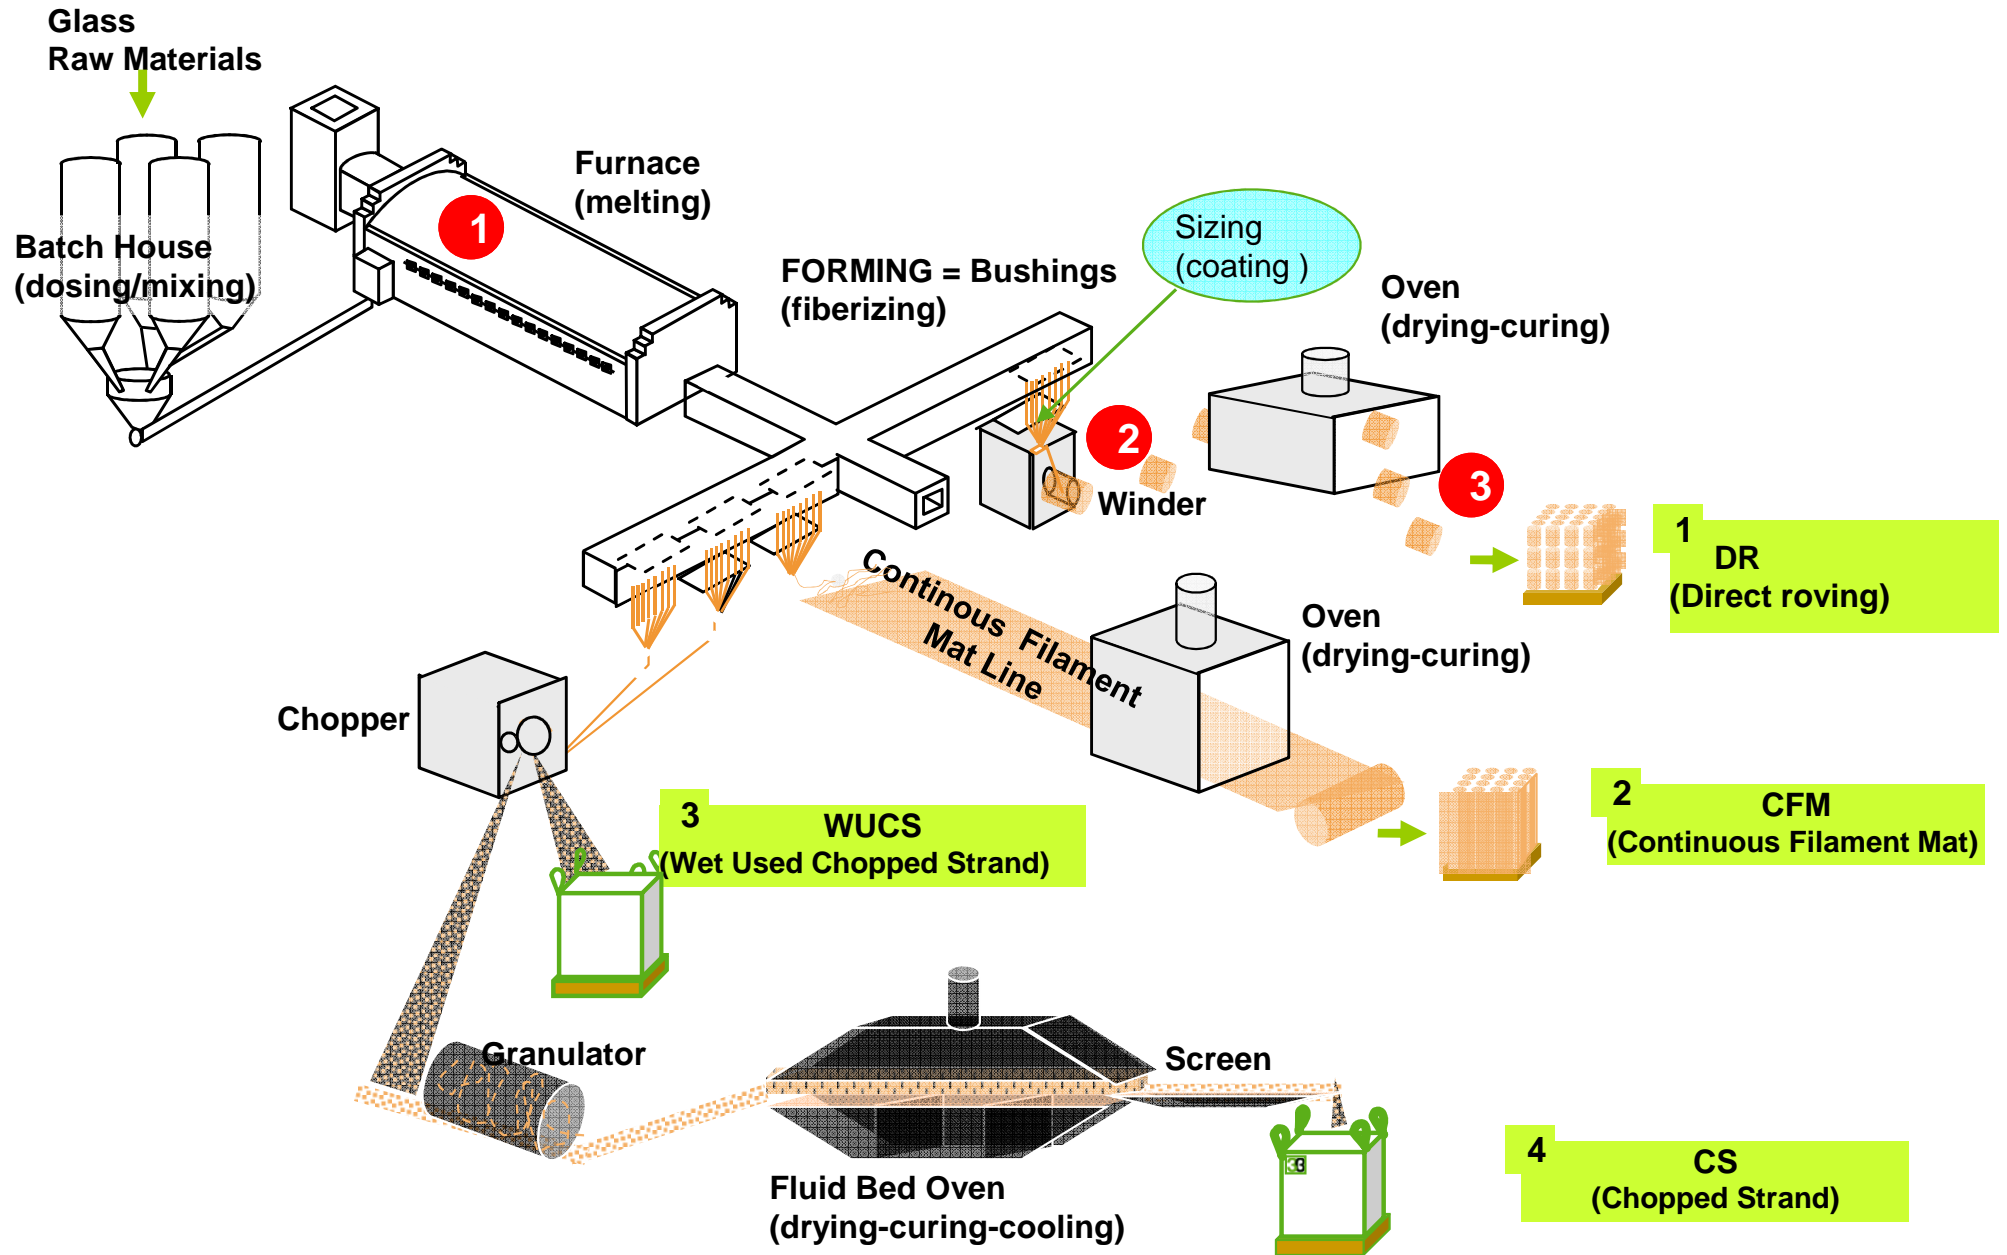 Glass
Raw Materials
Batch House
(dosing/mixing)
Furnace
(melting)
1
FORMING = Bushings
(fiberizing)
Sizing
(coating )
Oven
(drying-curing)
2
Winder
3
1
DR
(Direct roving)
Continous Filament
Mat Line
Oven
(drying-curing)
2
CFM
(Continuous Filament Mat)
Chopper
3
WUCS
(Wet Used Chopped Strand)
Granulator
Screen
Fluid Bed Oven
(drying-curing-cooling)
4
CS
(Chopped Strand)